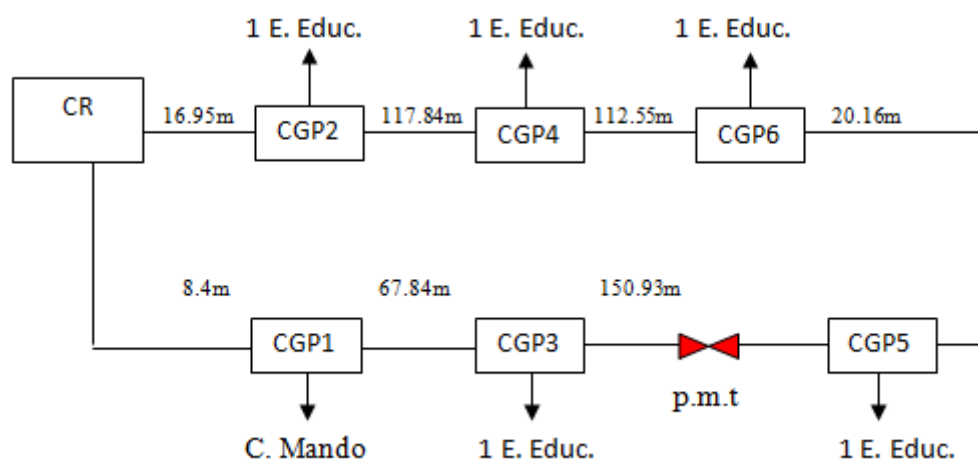 1 E. Educ. 1 E. Educ. 1 E. Educ.
CR 16.95m CGP2 117.84m CGP4 112.55m CGP6 20.16m
8.4m 67.84m 150.93m
CGP1 CGP3 CGP5
p.m.t
C. Mando 1 E. Educ. 1 E. Educ.